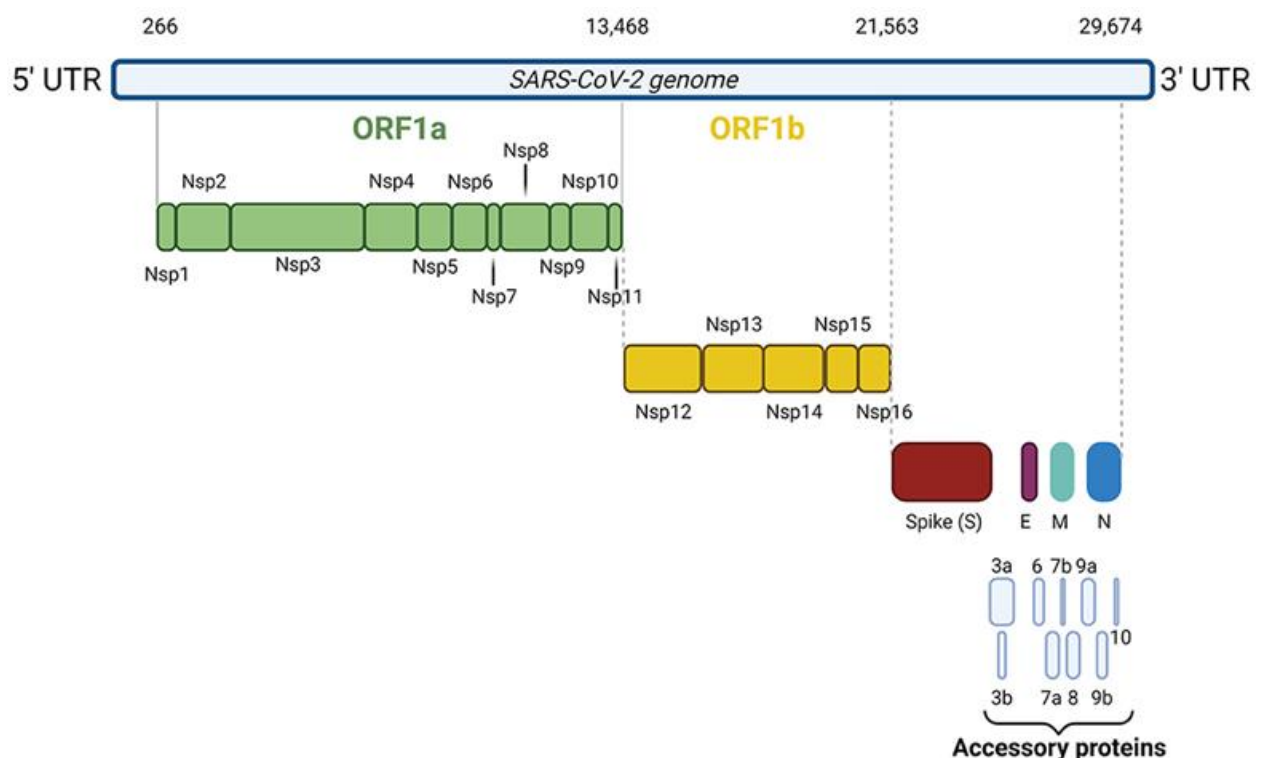 266 13,468 21,563 29,674
5' UTR SARS-CoV-2 genome 3' UTR
ORF1a ORF1b
Nsp8
Nsp2 Nsp4 Nsp6 Nsp10
Nsp1 Nsp3 Nsp5 Nsp9
Nsp7 Nsp11
Nsp13 Nsp15
Nsp12 Nsp14 Nsp16
Spike (S) E M N
3a 6 7b 9a
10
3b 7a 8 9b
Accessory proteins